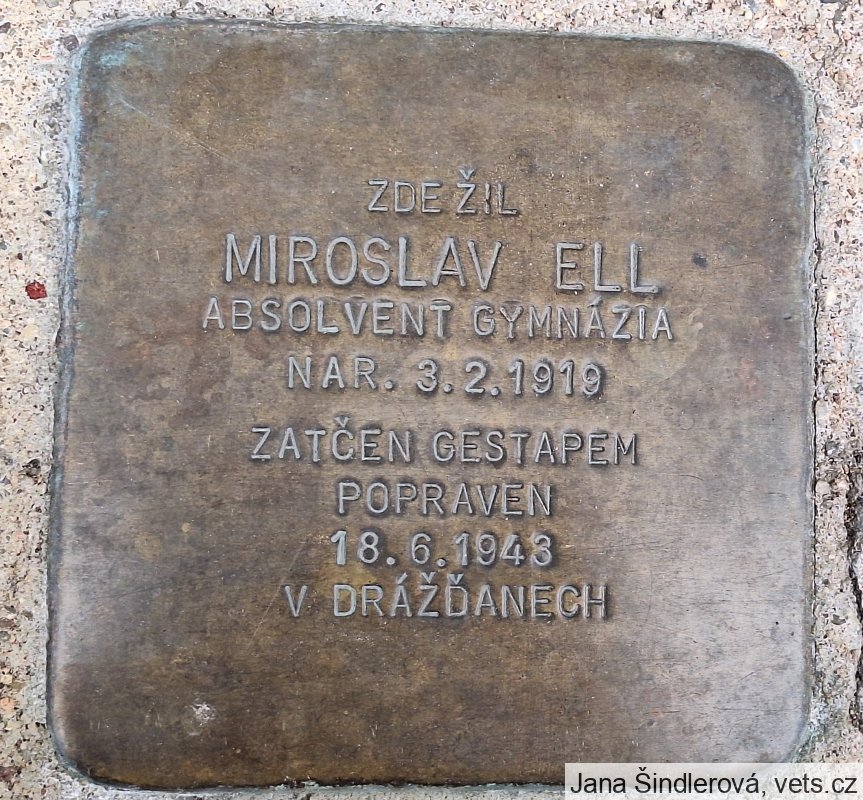 ZDE ŽIL
MIROSLAV ELL
ABSOLVENT GYMNÁZIA
NAR. 3.2.1919
ZATČEN GESTAPEM
POPRAVEN
18.6.1943
V DRÁŽĎANECH
Jana Šindlerová, vets.cz